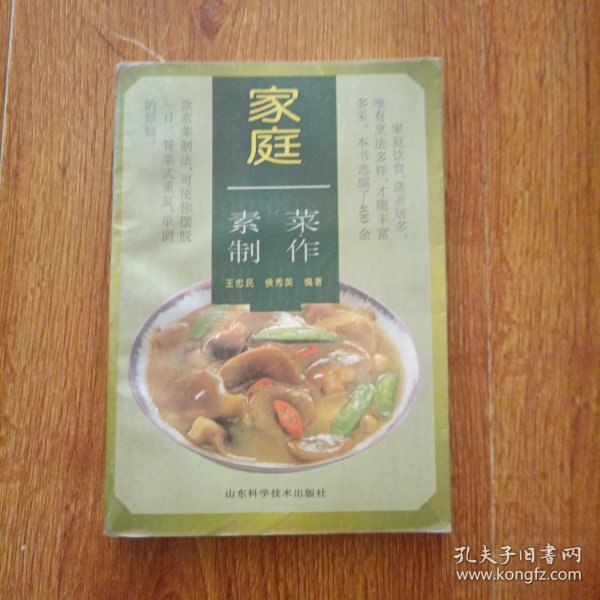 家庭
素菜
制作
王忠民 侯秀英 编著
家庭饮食，蔬素居多，
唯有烹法多样，才能丰富
多采。本书选编了400余
款素菜制法，可使你摆脱
一日三餐菜式重复、单调
的烦恼。
山东科学技术出版社
孔夫子旧书网
www.kongfz.com